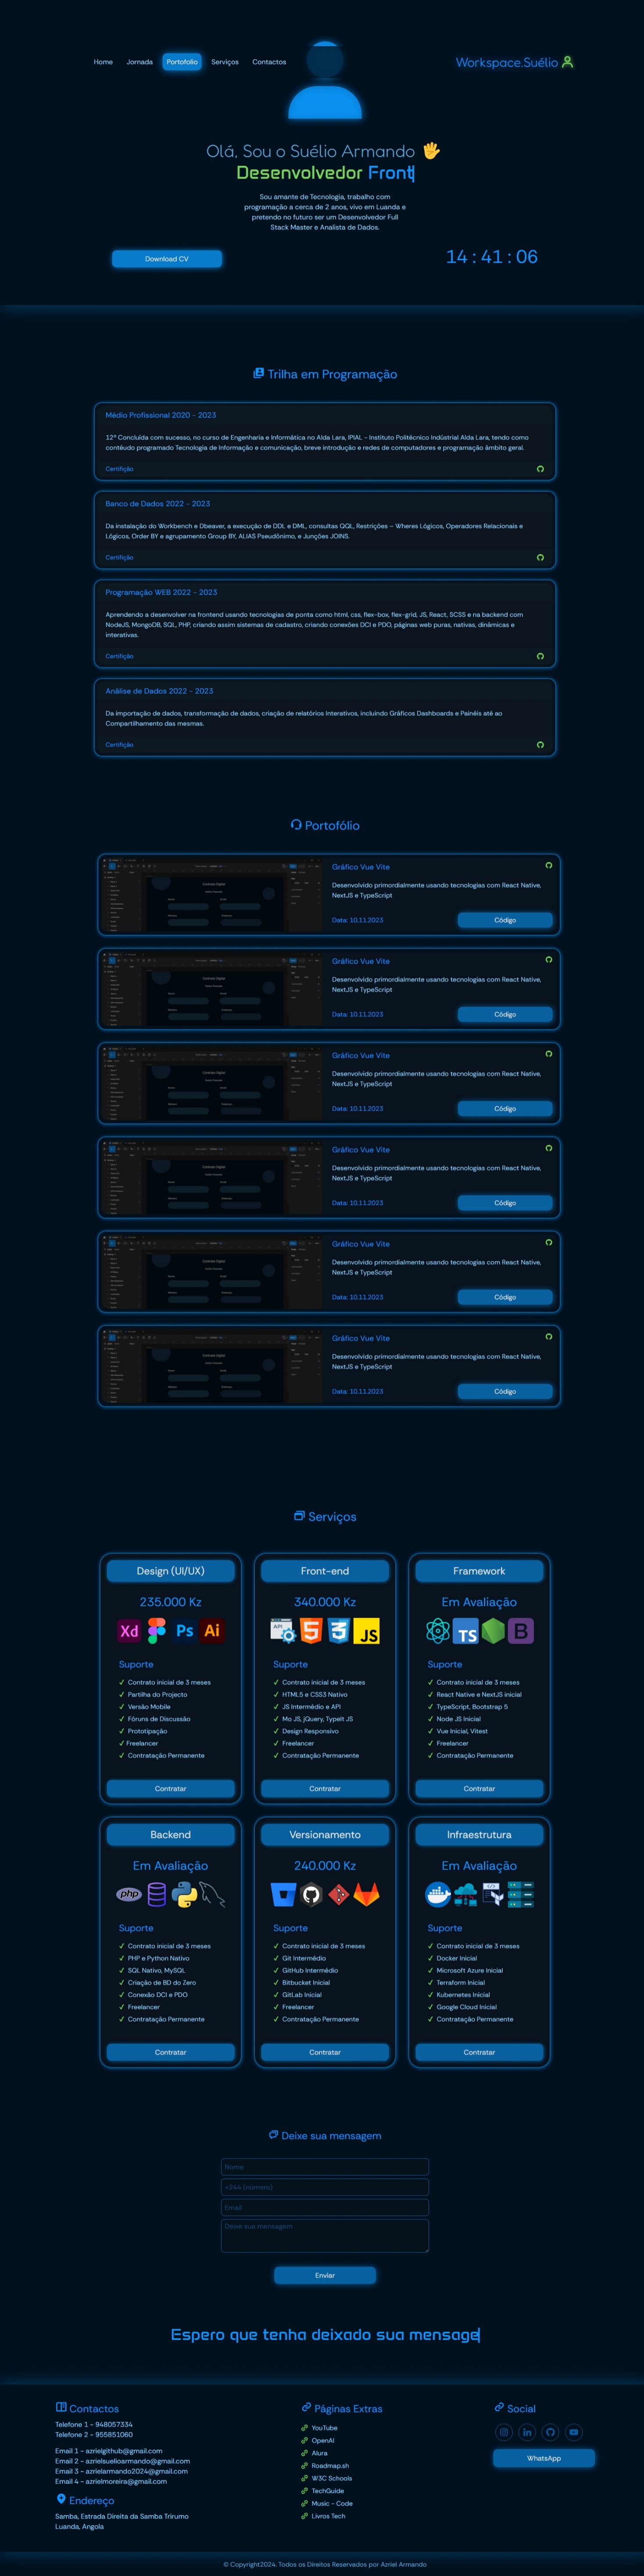 Home Jornada Portofolio Serviços Contactos
Workspace.Suélio
Olá, Sou o Suélio Armando
Desenvolvedor Front
Sou amante de Tecnologia, trabalho com
programação a cerca de 2 anos, vivo em Luanda e
pretendo no futuro ser um Desenvolvedor Full
Stack Master e Analista de Dados.
Download CV
14 : 41 : 06
Trilha em Programação
Médio Profissional 2020 - 2023
12ª Concluída com sucesso, no curso de Engenharia e Informática no Alda Lara, IPIAL - Instituto Politécnico Indústrial Alda Lara, tendo como
contéudo programado Tecnologia de Informação e comunicação, breve introdução e redes de computadores e programação âmbito geral.
Certifição
Banco de Dados 2022 - 2023
Da instalação do Workbench e Dbeaver, a execução de DDL e DML, consultas QGL, Restrições – Wheres Lógicos, Operadores Relacionais e
Lógicos, Order BY e agrupamento Group BY, ALIAS Pseudônimo, e Junções JOINS.
Certifição
Programação WEB 2022 - 2023
Aprendendo a desenvolver na frontend usando tecnologias de ponta como html, css, flex-box, flex-grid, JS, React, SCSS e na backend com
NodeJS, MongoDB, SQL, PHP, criando assim sistemas de cadastro, criando conexões DCI e PDO, páginas web puras, nativas, dinâmicas e
interativas.
Certifição
Análise de Dados 2022 - 2023
Da importação de dados, transformação de dados, criação de relatórios Interativos, incluindo Gráficos Dashboards e Painéis até ao
Compartilhamento das mesmas.
Certifição
Portofólio
Gráfico Vue Vite
Desenvolvido primordialmente usando tecnologias com React Native,
NextJS e TypeScript
Data: 10.11.2023
Código
Gráfico Vue Vite
Desenvolvido primordialmente usando tecnologias com React Native,
NextJS e TypeScript
Data: 10.11.2023
Código
Gráfico Vue Vite
Desenvolvido primordialmente usando tecnologias com React Native,
NextJS e TypeScript
Data: 10.11.2023
Código
Gráfico Vue Vite
Desenvolvido primordialmente usando tecnologias com React Native,
NextJS e TypeScript
Data: 10.11.2023
Código
Gráfico Vue Vite
Desenvolvido primordialmente usando tecnologias com React Native,
NextJS e TypeScript
Data: 10.11.2023
Código
Gráfico Vue Vite
Desenvolvido primordialmente usando tecnologias com React Native,
NextJS e TypeScript
Data: 10.11.2023
Código
Serviços
Design (UI/UX)
235.000 Kz
Xd Ps Ai
Suporte
Contrato inicial de 3 meses
Partilha do Projecto
Versão Mobile
Fóruns de Discussão
Prototipação
Freelancer
Contratação Permanente
Contratar
Front-end
340.000 Kz
API JS
Suporte
Contrato inicial de 3 meses
HTML5 e CSS3 Nativo
JS Intermédio e API
Mo JS, jQuery, TypeIt JS
Design Responsivo
Freelancer
Contratação Permanente
Contratar
Framework
Em Avaliação
TS B
Suporte
Contrato inicial de 3 meses
React Native e NextJS inicial
TypeScript, Bootstrap 5
Node JS Inicial
Vue Inicial, Vitest
Freelancer
Contratação Permanente
Contratar
Backend
Em Avaliação
php
Suporte
Contrato inicial de 3 meses
PHP e Python Nativo
SQL Nativo, MySQL
Criação de BD do Zero
Conexão DCI e PDO
Freelancer
Contratação Permanente
Contratar
Versionamento
240.000 Kz
Suporte
Contrato inicial de 3 meses
Git Intermédio
GitHub Intermédio
Bitbucket Inicial
GitLab Inicial
Freelancer
Contratação Permanente
Contratar
Infraestrutura
Em Avaliação
Suporte
Contrato inicial de 3 meses
Docker Inicial
Microsoft Azure Inicial
Terraform Inicial
Kubernetes Inicial
Google Cloud Inicial
Contratação Permanente
Contratar
Deixe sua mensagem
Nome
+244 (número)
Email
Deixe sua mensagem
Enviar
Espero que tenha deixado sua mensage
Contactos
Telefone 1 - 948057334
Telefone 2 - 955851060
Email 1 - azrielgithub@gmail.com
Email 2 - azrielsuelioarmando@gmail.com
Email 3 - azrielarmando2024@gmail.com
Email 4 - azrielmoreira@gmail.com
Endereço
Samba, Estrada Direita da Samba Trirumo
Luanda, Angola
Páginas Extras
YouTube
OpenAI
Alura
Roadmap.sh
W3C Schools
TechGuide
Music - Code
Livros Tech
Social
WhatsApp
© Copyright2024. Todos os Direitos Reservados por Azriel Armando